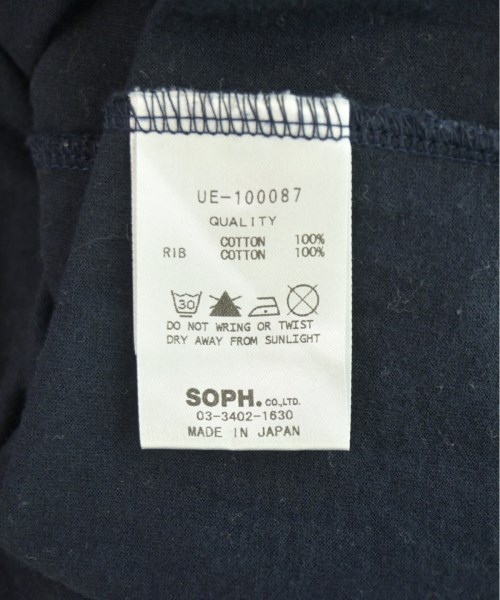 UE-100087
QUALITY
COTTON 100%
RIB COTTON 100%
30
DO NOT WRING OR TWIST
DRY AWAY FROM SUNLIGHT
SOPH. CO.,LTD.
03-3402-1630
MADE IN JAPAN